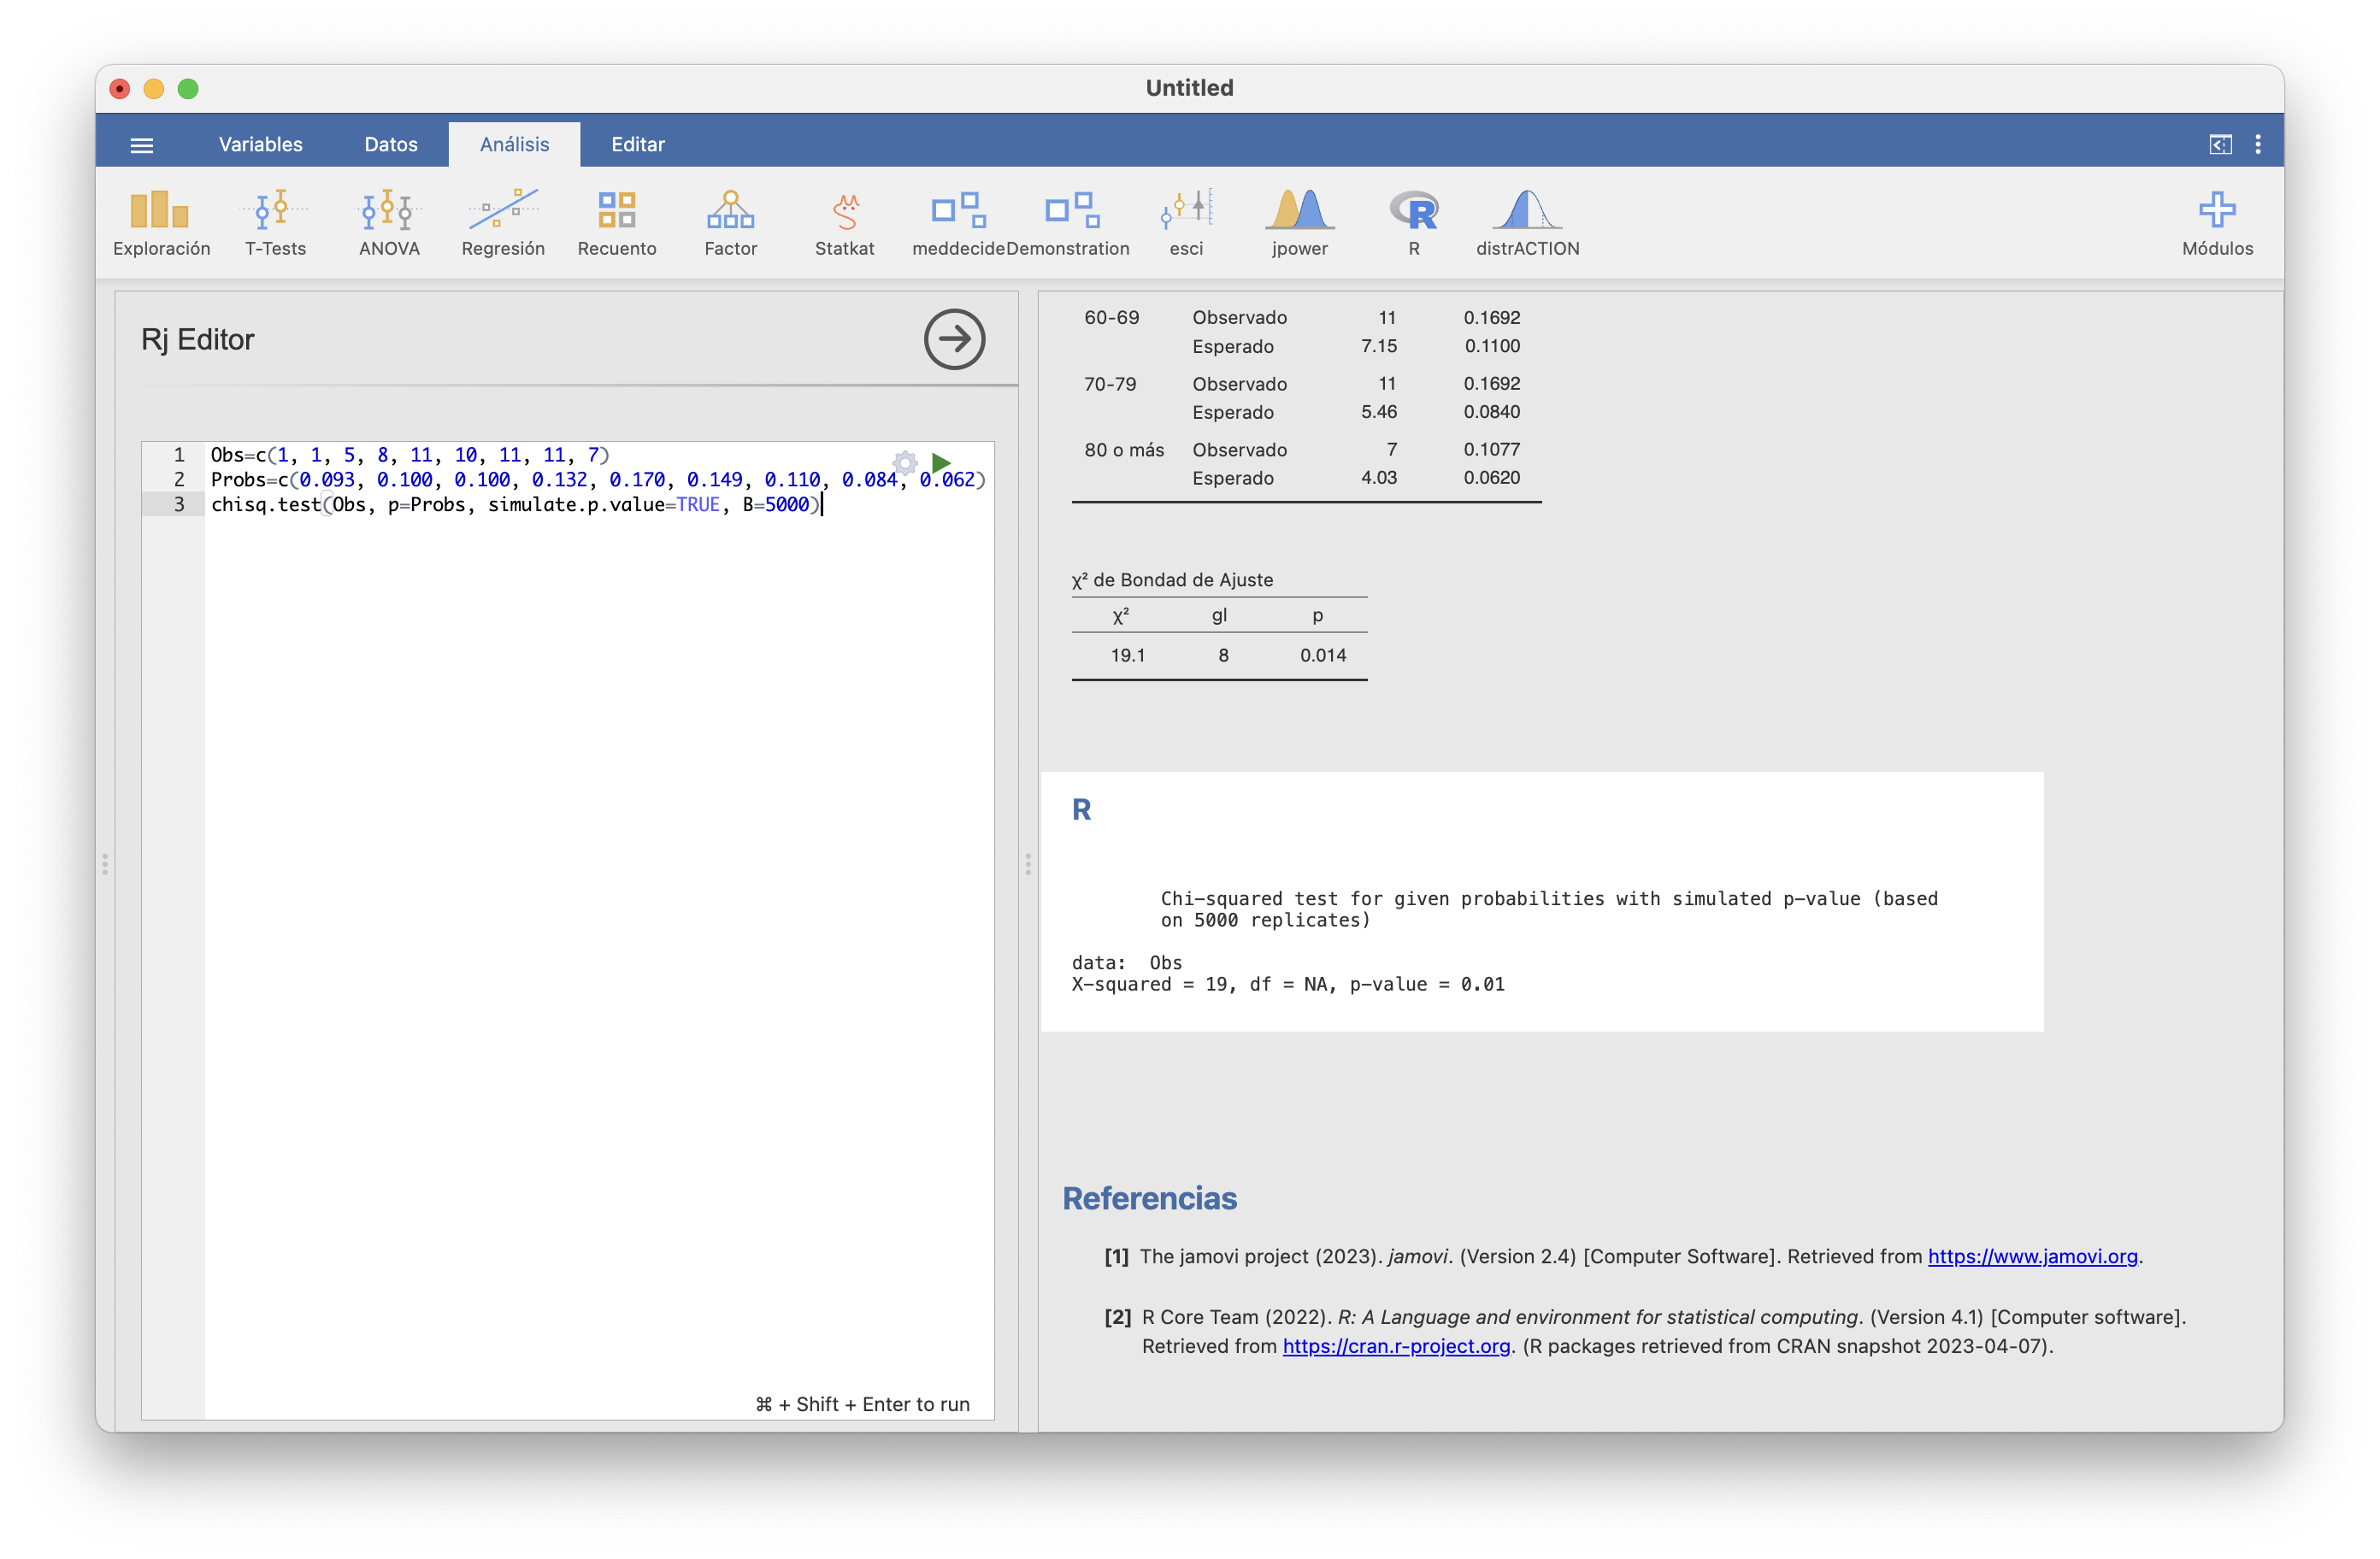 Untitled
Variables Datos Análisis Editar
Exploración T-Tests ANOVA Regresión Recuento Factor Statkat meddecide Demonstration esci jpower R distrACTION Módulos
Rj Editor
1 Obs=c(1, 1, 5, 8, 11, 10, 11, 11, 7)
2 Probs=c(0.093, 0.100, 0.100, 0.132, 0.170, 0.149, 0.110, 0.084, 0.062)
3 chisq.test(Obs, p=Probs, simulate.p.value=TRUE, B=5000)
⌘ + Shift + Enter to run
60-69 Observado 11 0.1692
Esperado 7.15 0.1100
70-79 Observado 11 0.1692
Esperado 5.46 0.0840
80 o más Observado 7 0.1077
Esperado 4.03 0.0620
χ² de Bondad de Ajuste
χ² gl p
19.1 8 0.014
R
Chi-squared test for given probabilities with simulated p-value (based
on 5000 replicates)
data: Obs
X-squared = 19, df = NA, p-value = 0.01
Referencias
[1] The jamovi project (2023). jamovi. (Version 2.4) [Computer Software]. Retrieved from https://www.jamovi.org.
[2] R Core Team (2022). R: A Language and environment for statistical computing. (Version 4.1) [Computer software].
Retrieved from https://cran.r-project.org. (R packages retrieved from CRAN snapshot 2023-04-07).